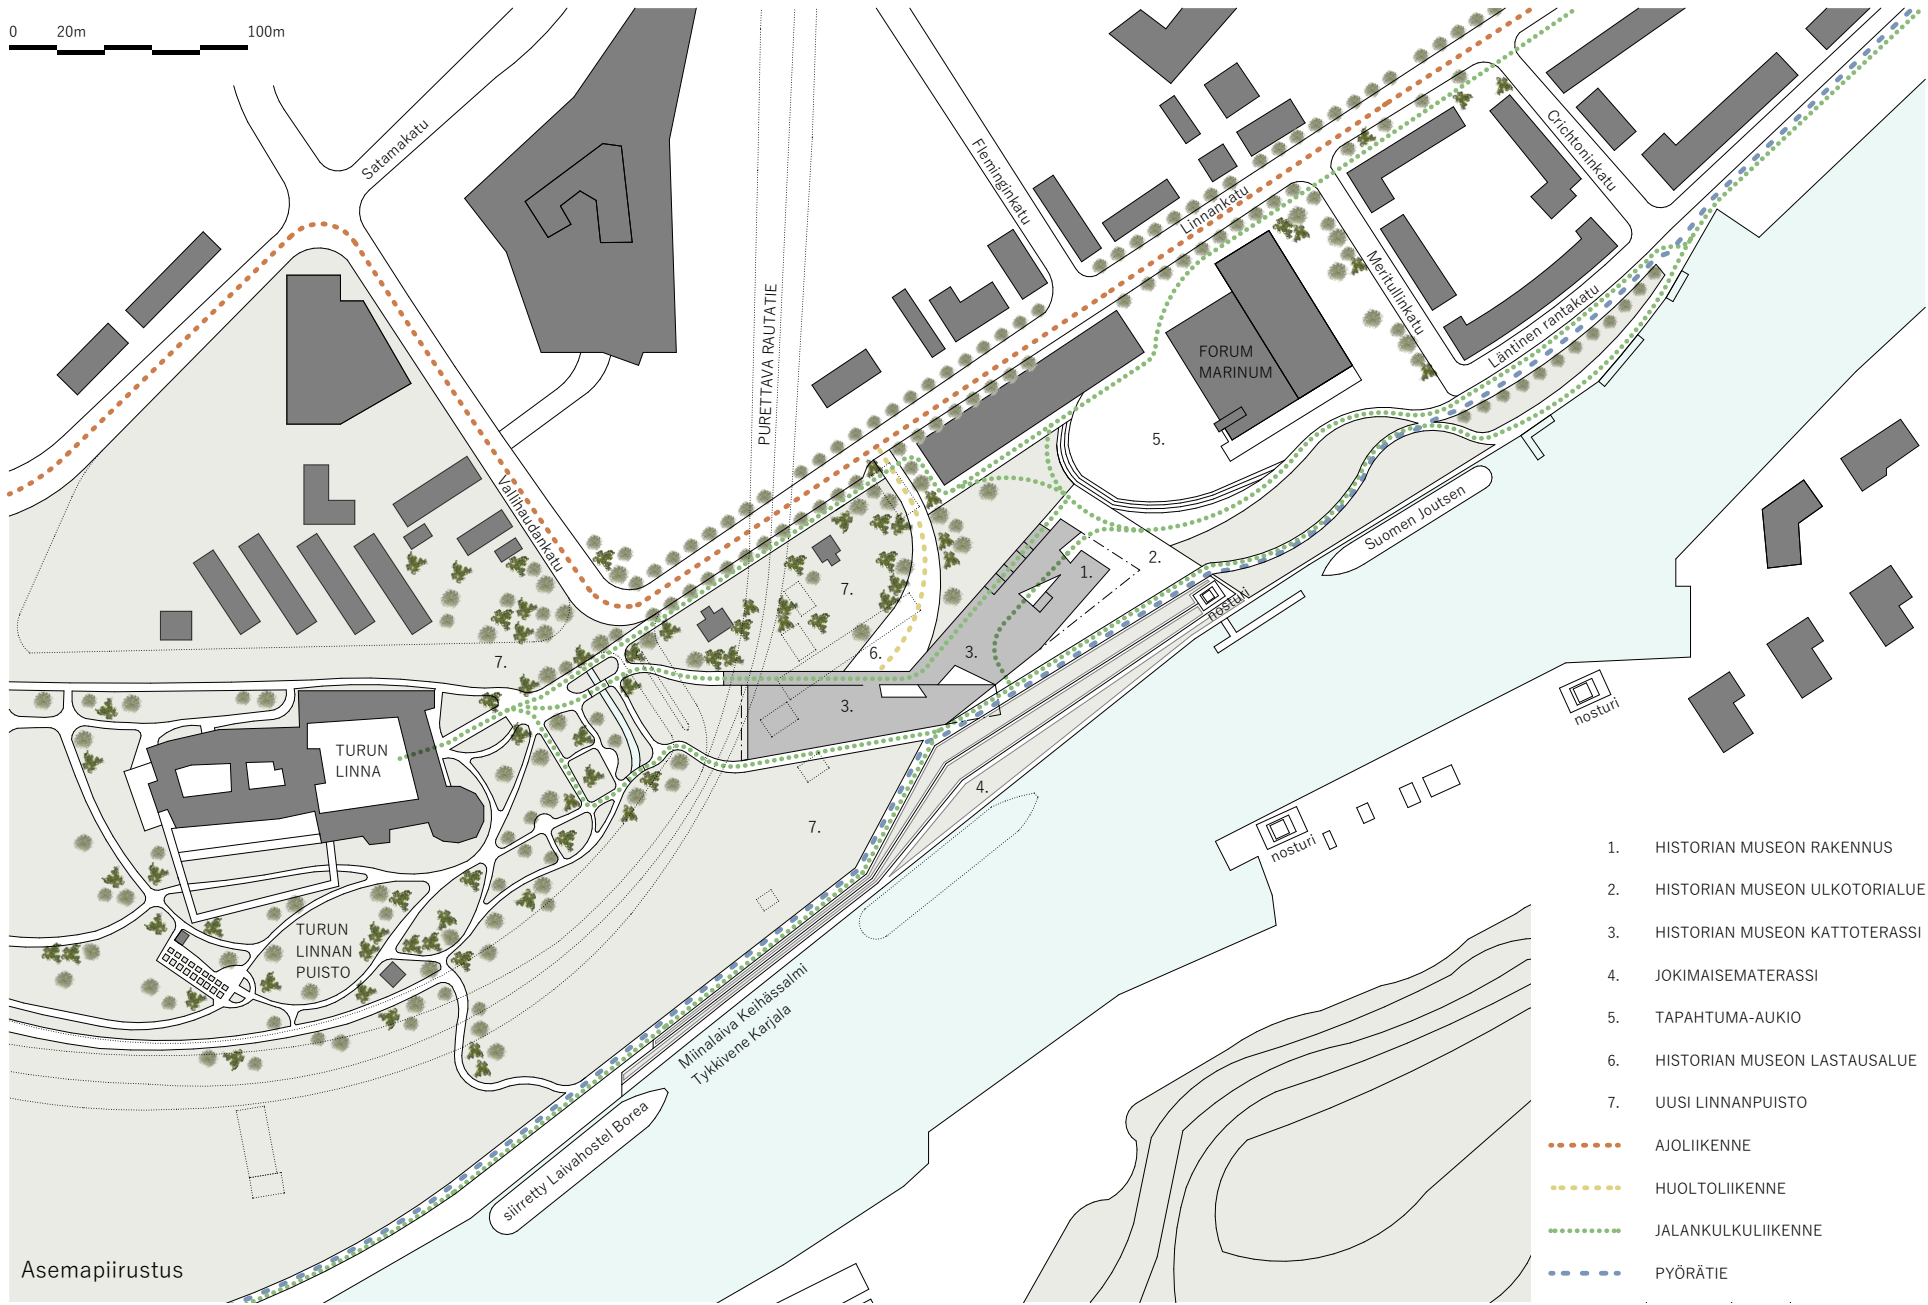 0 20m 100m
Satamakatu
Fleminginkatu
Linnankatu
Crichtoninkatu
Meritullinkatu
Läntinen rantakatu
PURETTAVA RAUTATIE
Vallihaudankatu
FORUM
MARINUM
5.
Suomen Joutsen
2.
1.
nosturi
7.
6.
3.
3.
7.
TURUN
LINNA
4.
7.
nosturi
nosturi
TURUN
LINNAN
PUISTO
Miinalaiva Keihässalmi
Tykkivene Karjala
siirretty Laivahostel Borea
Asemapiirustus
1. HISTORIAN MUSEON RAKENNUS
2. HISTORIAN MUSEON ULKOTORIALUE
3. HISTORIAN MUSEON KATTOTERASSI
4. JOKIMAISEMATERASSI
5. TAPAHTUMA-AUKIO
6. HISTORIAN MUSEON LASTAUSALUE
7. UUSI LINNANPUISTO
AJOLIIKENNE
HUOLTOLIIKENNE
JALANKULKULIIKENNE
PYÖRÄTIE